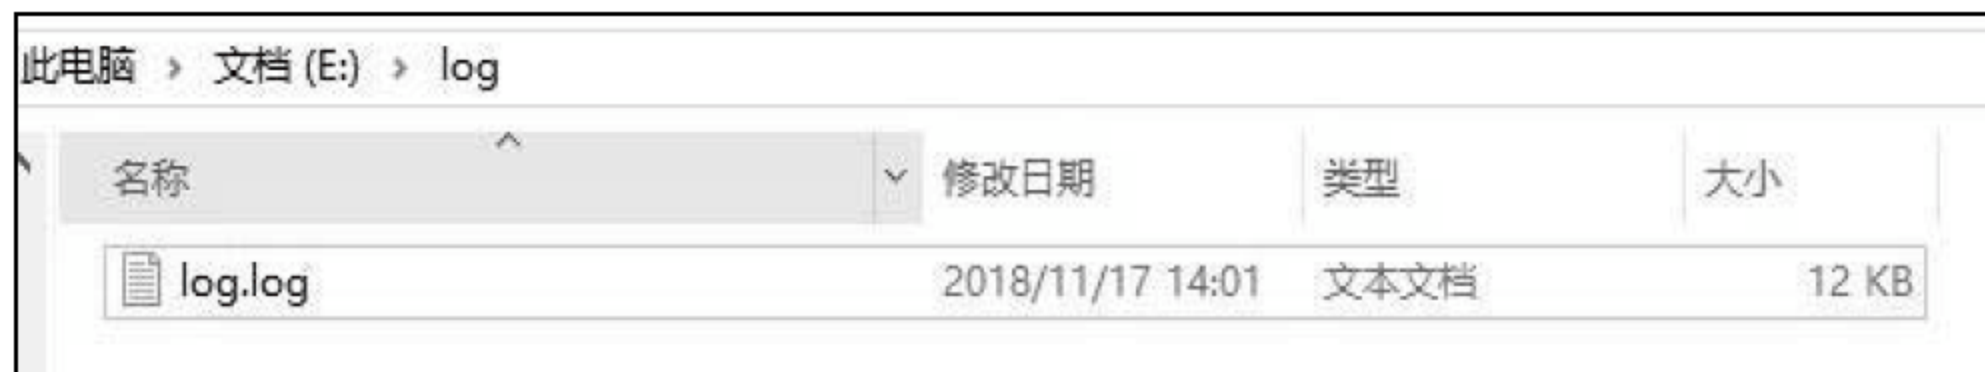 此电脑 › 文档 (E:) › log
名称 修改日期 类型 大小
log.log 2018/11/17 14:01 文本文档 12 KB